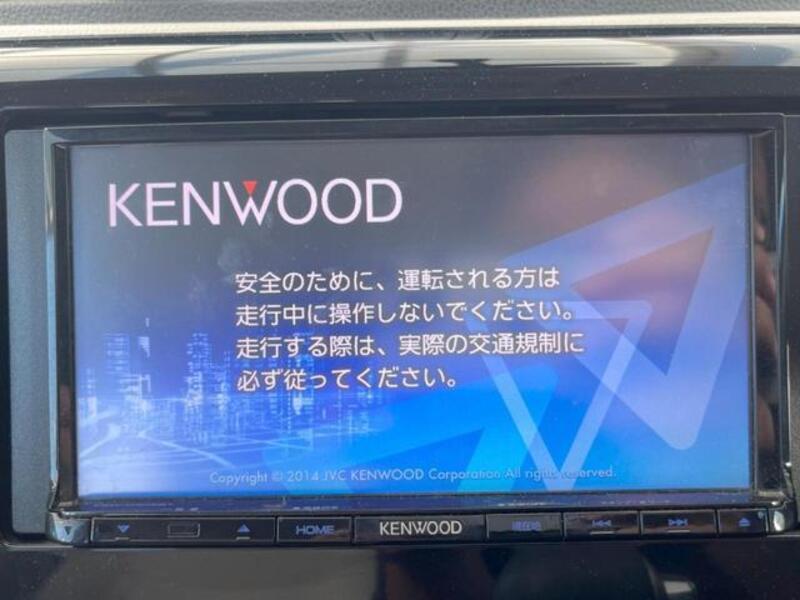 KENWOOD
安全のために、運転される方は
走行中に操作しないでください。
走行する際は、実際の交通規制に
必ず従ってください。
Copyright © 2014 JVC KENWOOD Corporation All rights reserved.
HOME
KENWOOD
現在地